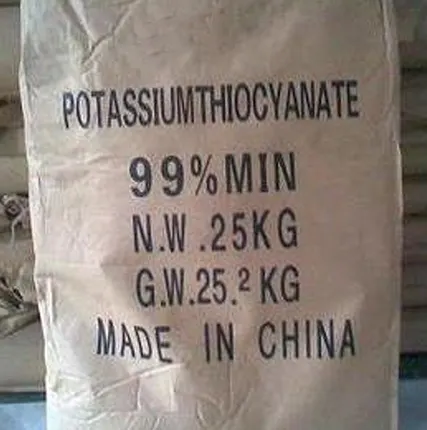 POTASSIUMTHIOCYANATE
99%MIN
N.W.25KG
G.W.25.²KG
MADE IN CHINA